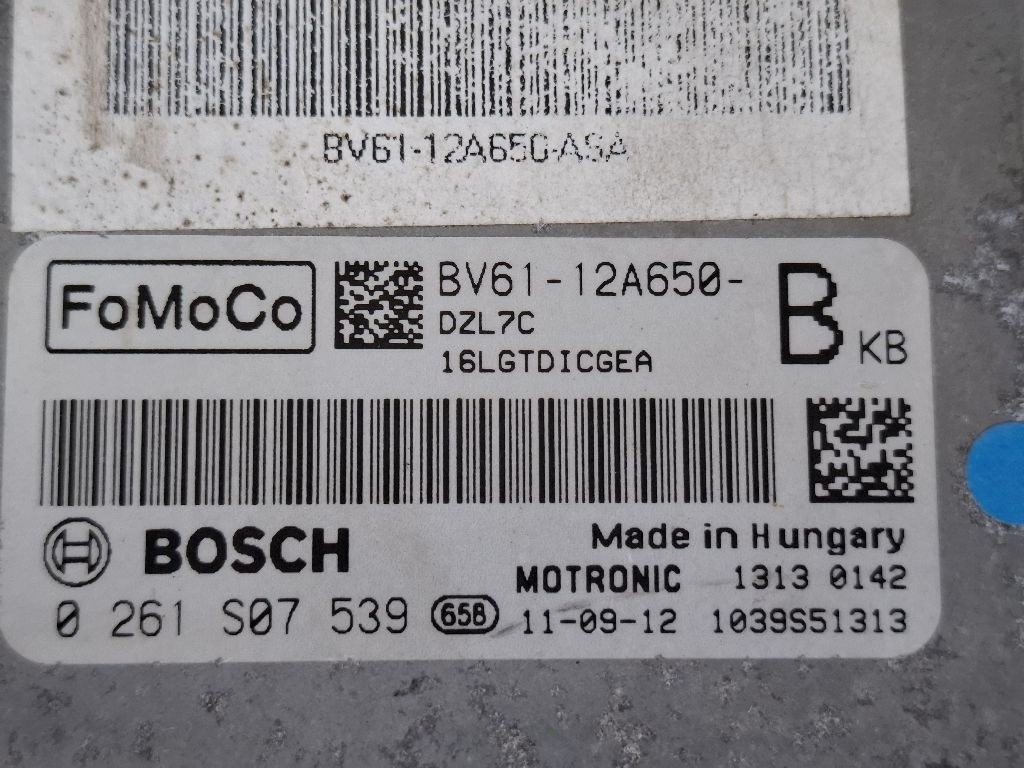 BV61-12A650-ASA
FoMoCo
BV61-12A650-
DZL7C
16LGTDICGEA
B KB
BOSCH
Made in Hungary
MOTRONIC 1313 0142
0 261 S07 539 65B 11-09-12 1039S51313